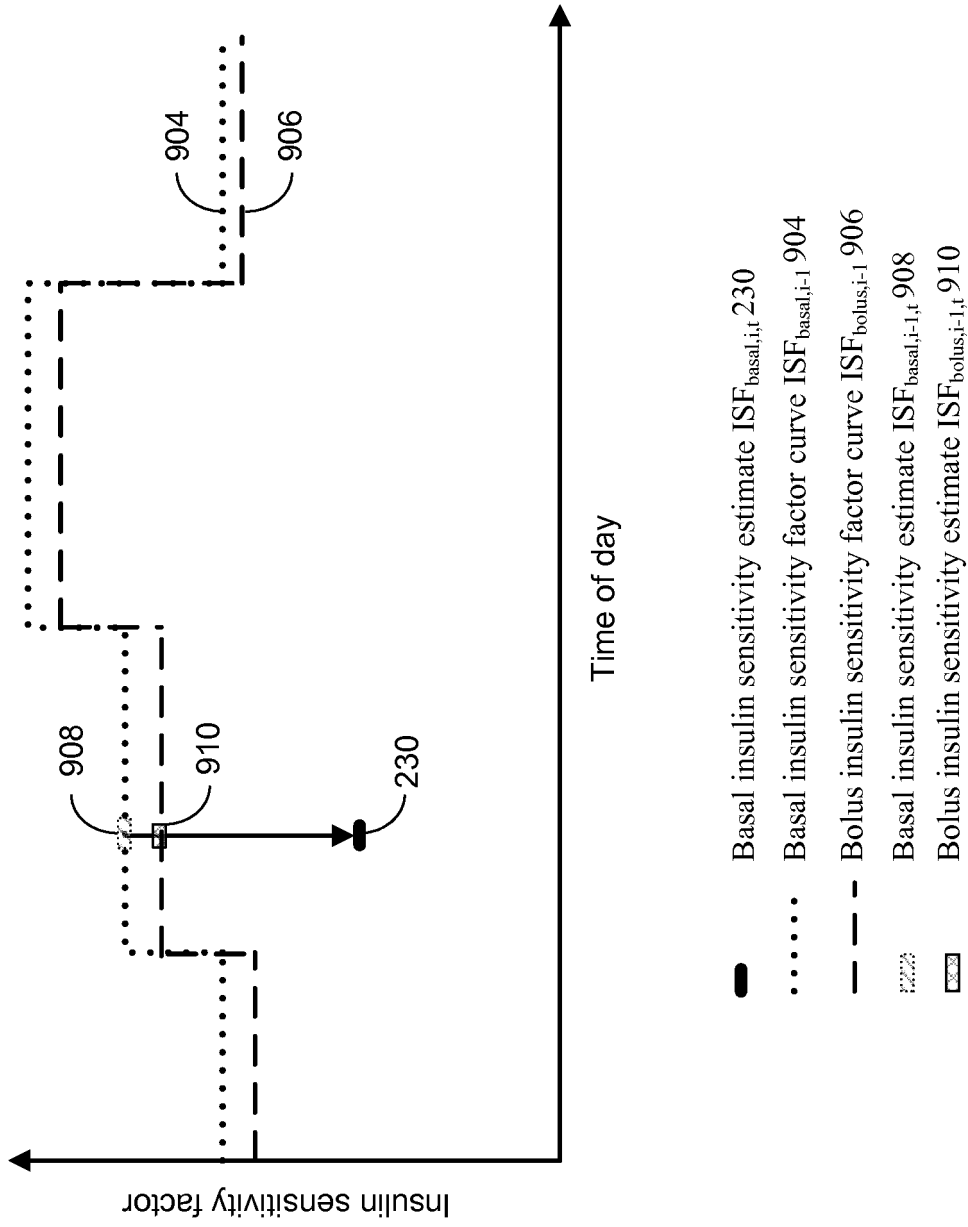 Insulin sensitivity factor
908
910
230
904
906
Time of day
Basal insulin sensitivity estimate ISFbasal,i,t 230
Basal insulin sensitivity factor curve ISFbasal,i-1 904
Bolus insulin sensitivity factor curve ISFbolus,i-1 906
Basal insulin sensitivity estimate ISFbasal,i-1,t 908
Bolus insulin sensitivity estimate ISFbolus,i-1,t 910